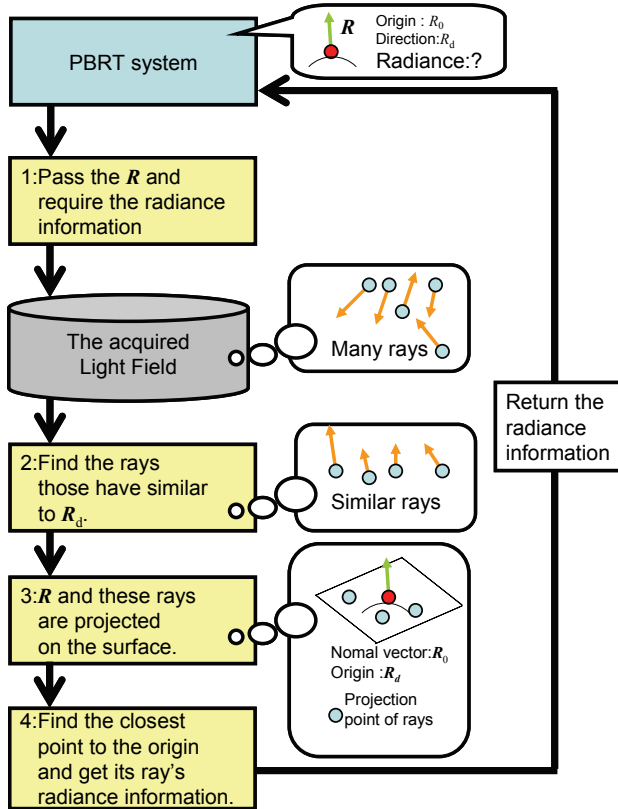 PBRT system
R
Origin : R0
Direction:Rd
Radiance:?
1:Pass the R and
require the radiance
information
The acquired
Light Field
Many rays
Return the
radiance
information
2:Find the rays
those have similar
to Rd.
Similar rays
3:R and these rays
are projected
on the surface.
Nomal vector:R0
Origin :Rd
Projection
point of rays
4:Find the closest
point to the origin
and get its ray's
radiance information.